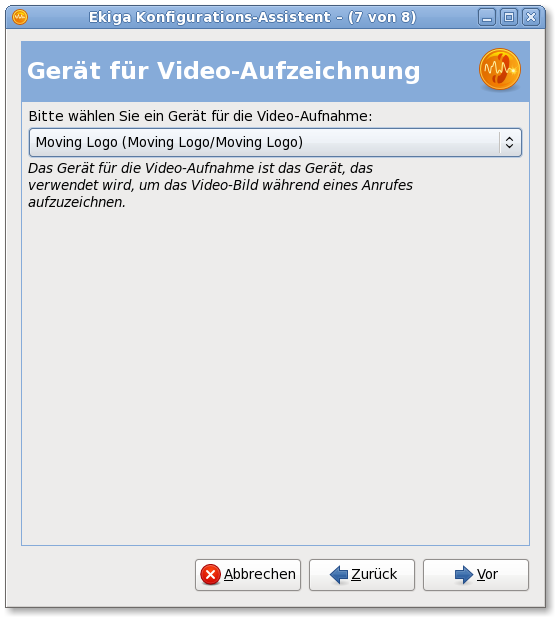 Ekiga Konfigurations-Assistent – (7 von 8)
Gerät für Video-Aufzeichnung
Bitte wählen Sie ein Gerät für die Video-Aufnahme:
Moving Logo (Moving Logo/Moving Logo)
Das Gerät für die Video-Aufnahme ist das Gerät, das
verwendet wird, um das Video-Bild während eines Anrufes
aufzuzeichnen.
Abbrechen
Zurück
Vor